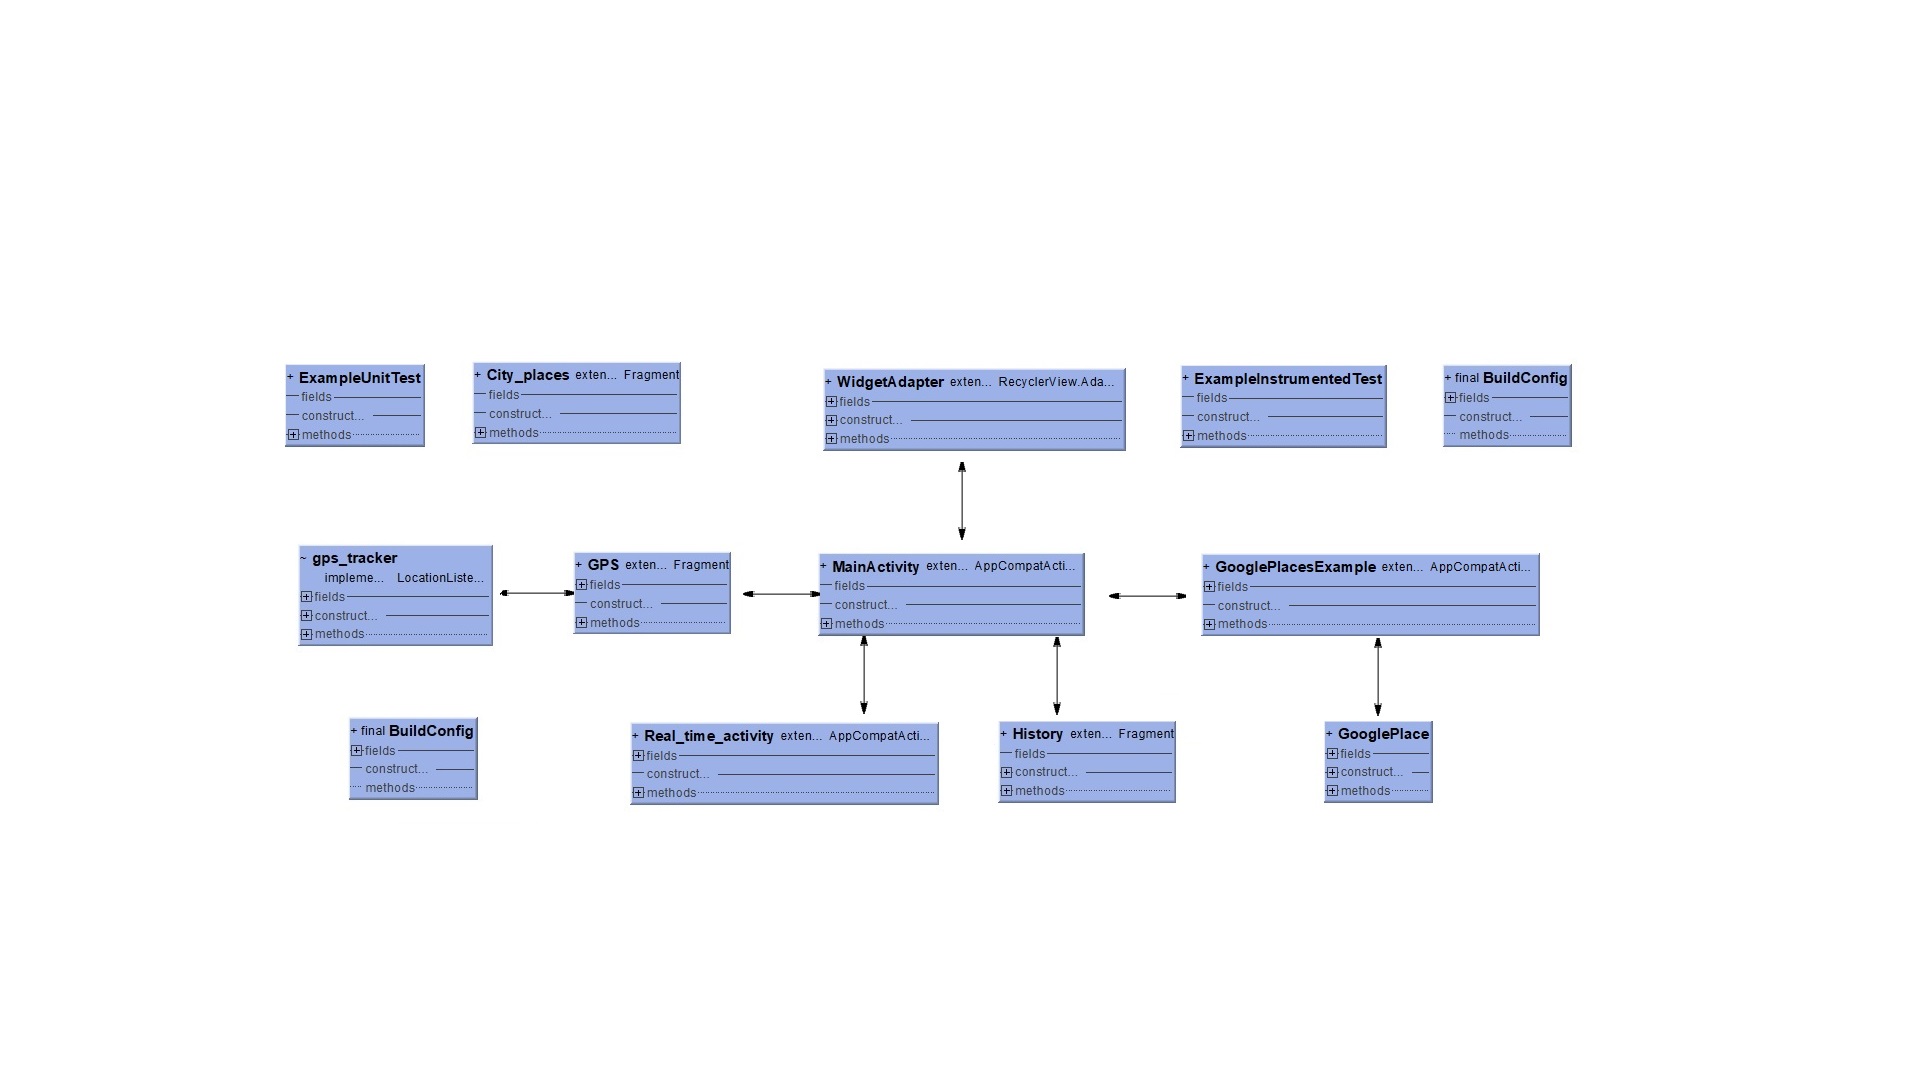 + ExampleUnitTest
fields
construct...
+ methods
+ City_places exten... Fragment
fields
construct...
+ methods
+ WidgetAdapter exten... RecyclerView.Ada...
+ fields
+ construct...
+ methods
+ ExampleInstrumentedTest
fields
construct...
+ methods
+ final BuildConfig
+ fields
construct...
methods
~ gps_tracker
impleme... LocationListe...
+ fields
+ construct...
+ methods
+ GPS exten... Fragment
+ fields
construct...
+ methods
+ MainActivity exten... AppCompatActi...
fields
construct...
+ methods
+ GooglePlacesExample exten... AppCompatActi...
+ fields
construct...
+ methods
+ final BuildConfig
+ fields
construct...
methods
+ Real_time_activity exten... AppCompatActi...
+ fields
construct...
+ methods
+ History exten... Fragment
fields
+ construct...
+ methods
+ GooglePlace
+ fields
+ construct...
+ methods